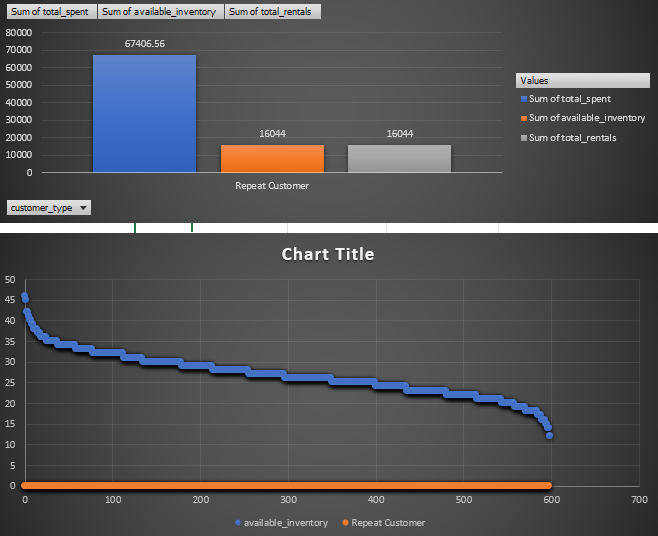 Sum of total_spent Sum of available_inventory Sum of total_rentals
80000
70000
60000
50000
40000
30000
20000
10000
0
67406.56
16044
16044
Repeat Customer
Values
Sum of total_spent
Sum of available_inventory
Sum of total_rentals
customer_type
Chart Title
50
45
40
35
30
25
20
15
10
5
0
0 100 200 300 400 500 600 700
available_inventory Repeat Customer